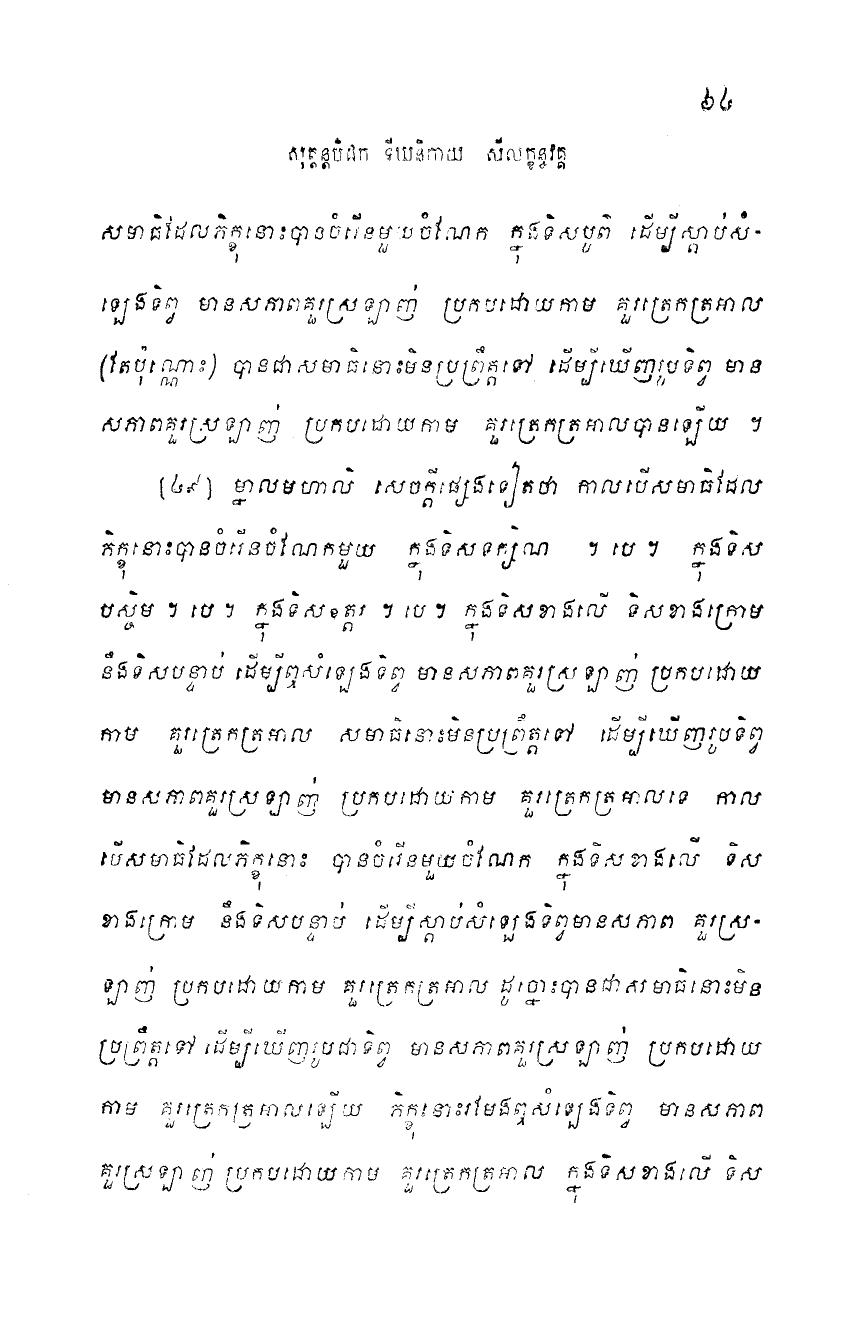 ៦៤
សុត្តន្តបិដក ទីឃនិកាយ សីលក្ខន្ធវគ្គ
សមាធិដែលភិក្ខុនោះបានចំរើនមួយចំណែក ក្នុងទិសបូព៌ ដើម្បីស្តាប់សំ-
ឡេងទិព្វ មានសភាពគួរស្រឡាញ់ ប្រកបដោយកាម គួរត្រេកត្រអាល
(តែប៉ុណ្ណោះ) បានជាសមាធិនោះមិនប្រព្រឹត្តទៅ ដើម្បីឃើញរូបទិព្វ មាន
សភាពគួរស្រឡាញ់ ប្រកបដោយកាម គួរត្រេកត្រអាលបានឡើយ ។
(៤៩) ម្នាលមហាលិ សេចក្តីផ្សេងទៀតថា កាលបើសមាធិដែល
ភិក្ខុនោះបានចំរើនចំណែកមួយ ក្នុងទិសទក្សិណ ។ បេ ។ ក្នុងទិស
បស្ចិម ។ បេ ។ ក្នុងទិសឧត្តរ ។ បេ ។ ក្នុងទិសខាងលើ ទិសខាងក្រោម
នឹងទិសបន្ទាប់ ដើម្បីឮសំឡេងទិព្វ មានសភាពគួរស្រឡាញ់ ប្រកបដោយ
កាម គួរត្រេកត្រអាល សមាធិនោះមិនប្រព្រឹត្តទៅ ដើម្បីឃើញរូបទិព្វ
មានសភាពគួរស្រឡាញ់ ប្រកបដោយកាម គួរត្រេកត្រអាលទេ កាល
បើសមាធិដែលភិក្ខុនោះ បានចំរើនមួយចំណែក ក្នុងទិសខាងលើ ទិស
ខាងក្រោម នឹងទិសបន្ទាប់ ដើម្បីស្តាប់សំឡេងទិព្វមានសភាព គួរស្រ-
ឡាញ់ ប្រកបដោយកាម គួរត្រេកត្រអាល ដូច្នោះបានជាសមាធិនោះមិន
ប្រព្រឹត្តទៅ ដើម្បីឃើញរូបជាទិព្វ មានសភាពគួរស្រឡាញ់ ប្រកបដោយ
កាម គួរត្រេកត្រអាលឡើយ ភិក្ខុនោះរមែងឮសំឡេងទិព្វ មានសភាព
គួរស្រឡាញ់ ប្រកបដោយកាម គួរត្រេកត្រអាល ក្នុងទិសខាងលើ ទិស